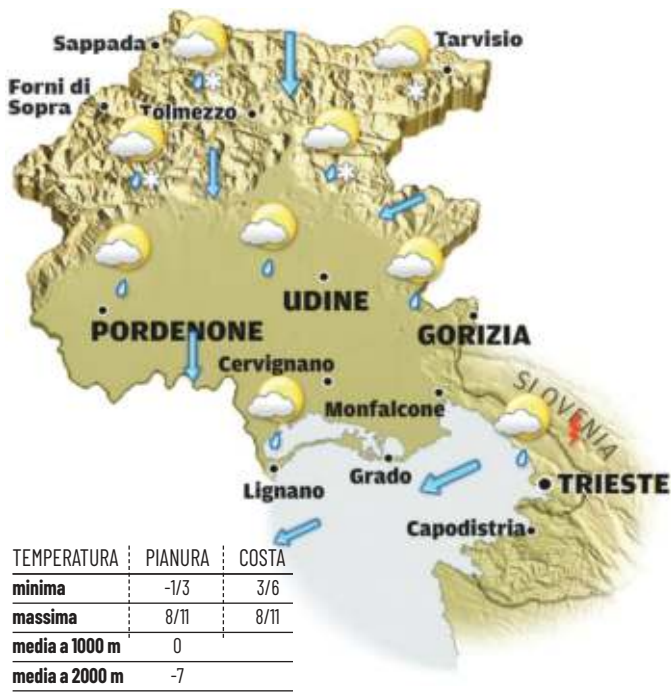 Sappada
Tarvisio
Forni di
Sopra
Tolmezzo
UDINE
PORDENONE
GORIZIA
Cervignano
SLOVENIA
Monfalcone
Lignano
Grado
TRIESTE
Capodistria
TEMPERATURA PIANURA COSTA
minima -1/3 3/6
massima 8/11 8/11
media a 1000 m 0
media a 2000 m -7